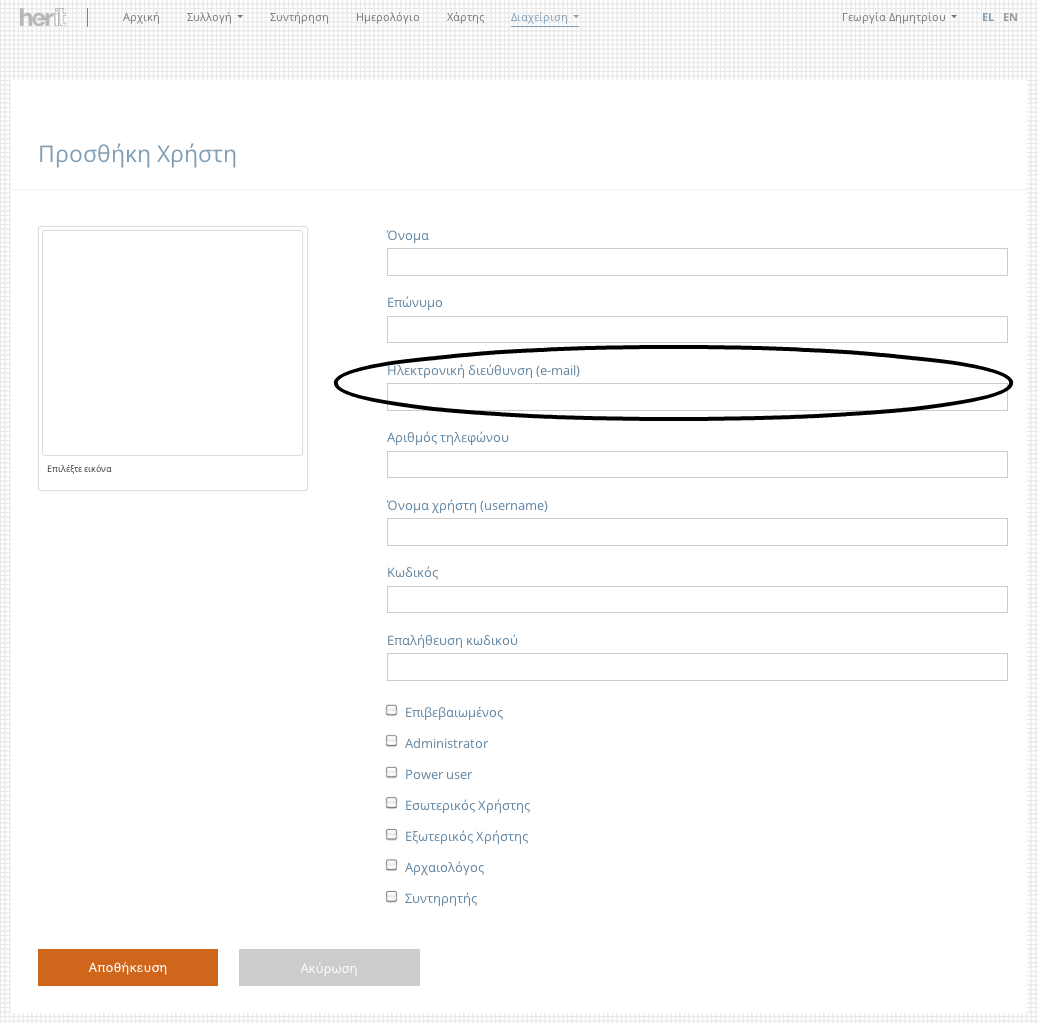 herit Αρχική Συλλογή Συντήρηση Ημερολόγιο Χάρτης Διαχείριση Γεωργία Δημητρίου EL EN
Προσθήκη Χρήστη
Όνομα
Επώνυμο
Ηλεκτρονική διεύθυνση (e-mail)
Αριθμός τηλεφώνου
Επιλέξτε εικόνα
Όνομα χρήστη (username)
Κωδικός
Επαλήθευση κωδικού
Επιβεβαιωμένος
Administrator
Power user
Εσωτερικός Χρήστης
Εξωτερικός Χρήστης
Αρχαιολόγος
Συντηρητής
Αποθήκευση Ακύρωση